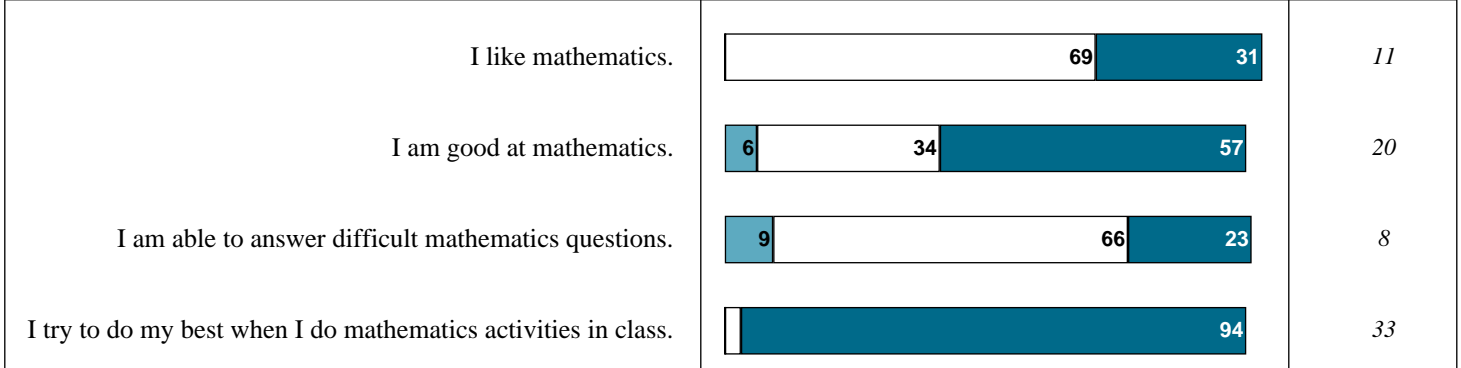 I like mathematics. 69 31 11
I am good at mathematics. 6 34 57 20
I am able to answer difficult mathematics questions. 9 66 23 8
I try to do my best when I do mathematics activities in class. 94 33